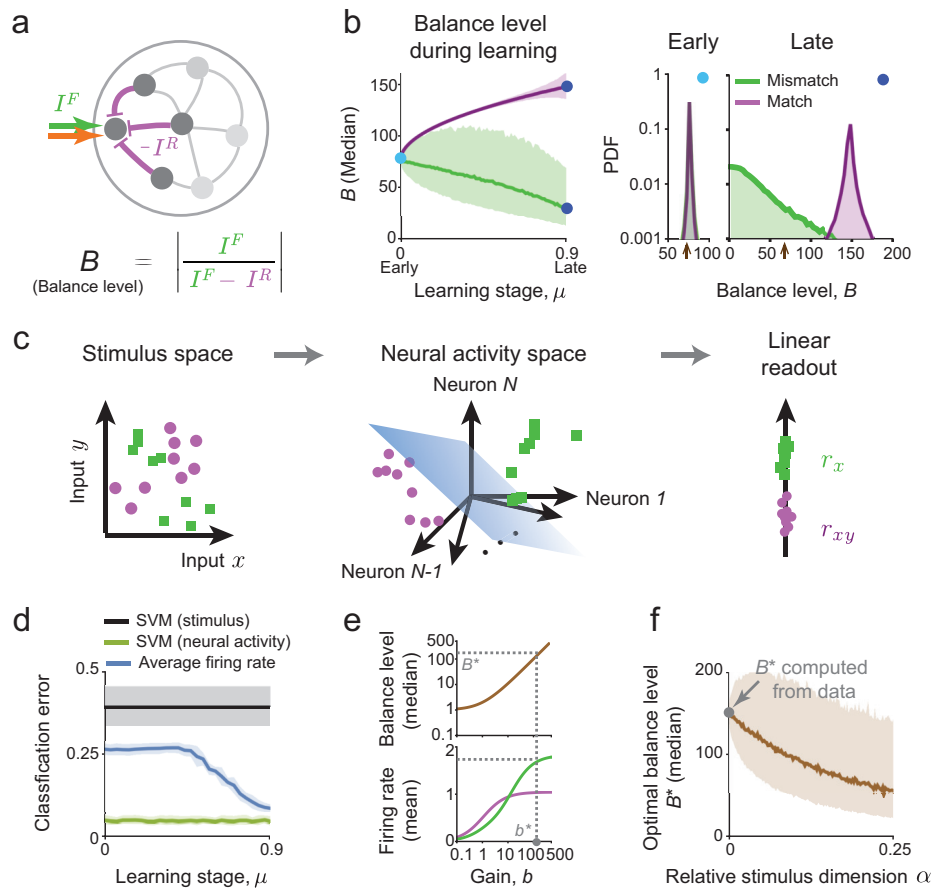 a
I^F
-I^R
B = | I^F / I^F - I^R |
(Balance level)
b
Balance level
during learning
150
100
50
0
B (Median)
0
0.9
Early
Late
Learning stage, μ
Early
Late
1
0.1
0.01
0.001
PDF
Mismatch
Match
50
100
0
50
100
150
200
Balance level, B
c
Stimulus space
Neural activity space
Linear
readout
Input y
Input x
Neuron N
Neuron 1
Neuron N-1
r_x
r_xy
d
SVM (stimulus)
SVM (neural activity)
Average firing rate
0.5
0.25
0
Classfication error
0
0.9
Learning stage, μ
e
500
100
10
1
0.1
Balance level
(median)
B*
2
1
0
Firing rate
(mean)
b*
0.1
1
10
100
500
Gain, b
f
200
100
0
Optimal balance level
B* (median)
B* computed
from data
0
0.25
Relative stimulus dimension α